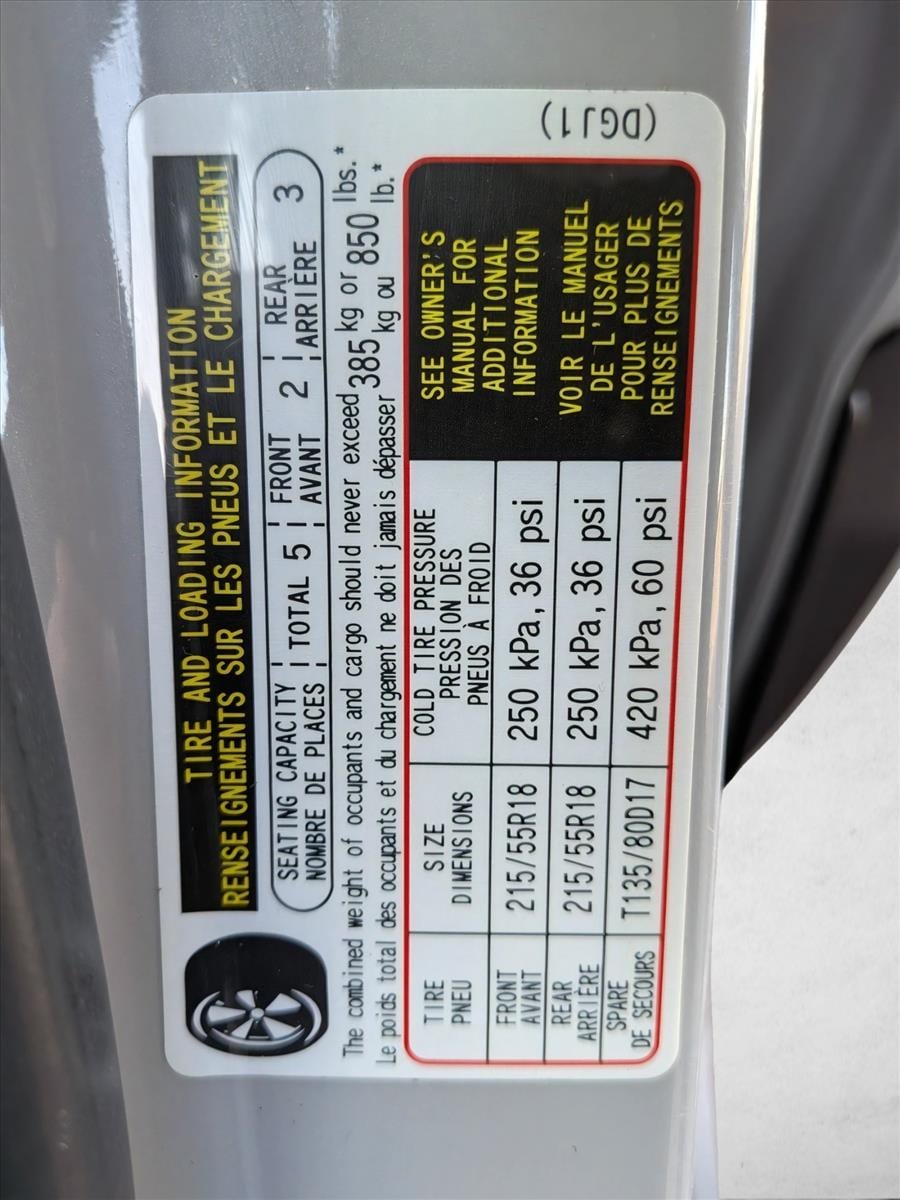 TIRE AND LOADING INFORMATION
RENSEIGNEMENTS SUR LES PNEUS ET LE CHARGEMENT
SEATING CAPACITY TOTAL 5 FRONT 2 REAR 3
NOMBRE DE PLACES AVANT ARRIÈRE
The combined weight of occupants and cargo should never exceed 385 kg or 850 lbs.*
Le poids total des occupants et du chargement ne doit jamais dépasser kg ou lb.*
TIRE SIZE COLD TIRE PRESSURE
PNEU DIMENSIONS PRESSION DES
PNEUS À FROID
FRONT 215/55R18 250 kPa, 36 psi
AVANT
REAR 215/55R18 250 kPa, 36 psi
ARRIÈRE
SPARE T135/80D17 420 kPa, 60 psi
DE SECOURS
SEE OWNER'S
MANUAL FOR
ADDITIONAL
INFORMATION
VOIR LE MANUEL
DE L'USAGER
POUR PLUS DE
RENSEIGNEMENTS
(DGJ1)